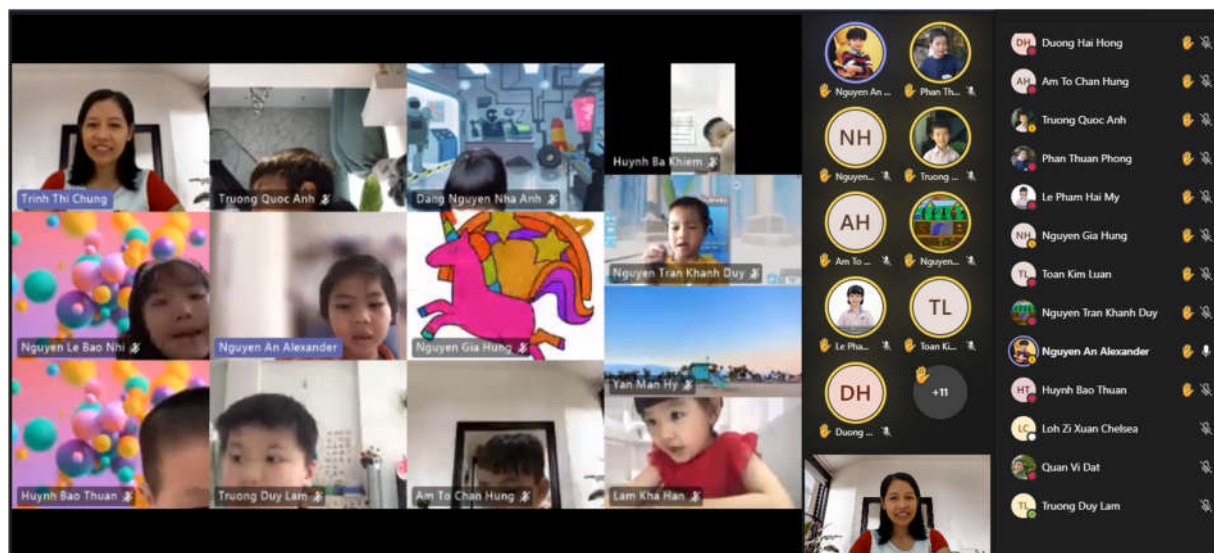 Trinh Thi Chung
Truong Quoc Anh
Dang Nguyen Nha Anh
Huynh Ba Khiem
Nguyen Tran Khanh Duy
Nguyen Le Bao Nhi
Nguyen An Alexander
Nguyen Gia Hung
Yan Man Hy
Huynh Bao Thuan
Truong Duy Lam
Am To Chan Hung
Lam Kha Han
Nguyen An ...
Phan Th...
NH
Nguyen...
Truong ...
AH
Am To ...
Nguyen...
Le Pha...
TL
Toan Ki...
DH
Duong ...
+11
DH Duong Hai Hong
AH Am To Chan Hung
Truong Quoc Anh
Phan Thuan Phong
Le Pham Hai My
NH Nguyen Gia Hung
TL Toan Kim Luan
Nguyen Tran Khanh Duy
Nguyen An Alexander
HT Huynh Bao Thuan
LC Loh Zi Xuan Chelsea
Quan Vi Dat
TL Truong Duy Lam